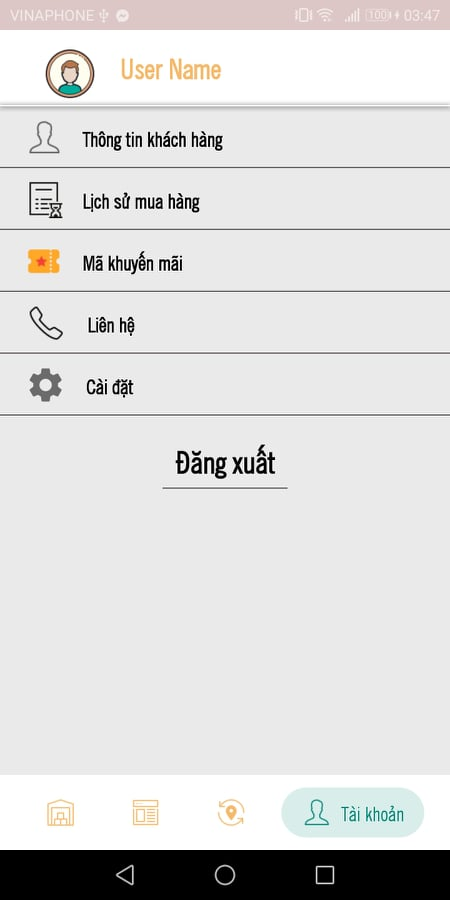 VINAPHONE 100 03:47
User Name
Thông tin khách hàng
Lịch sử mua hàng
Mã khuyến mãi
Liên hệ
Cài đặt
Đăng xuất
Tài khoản